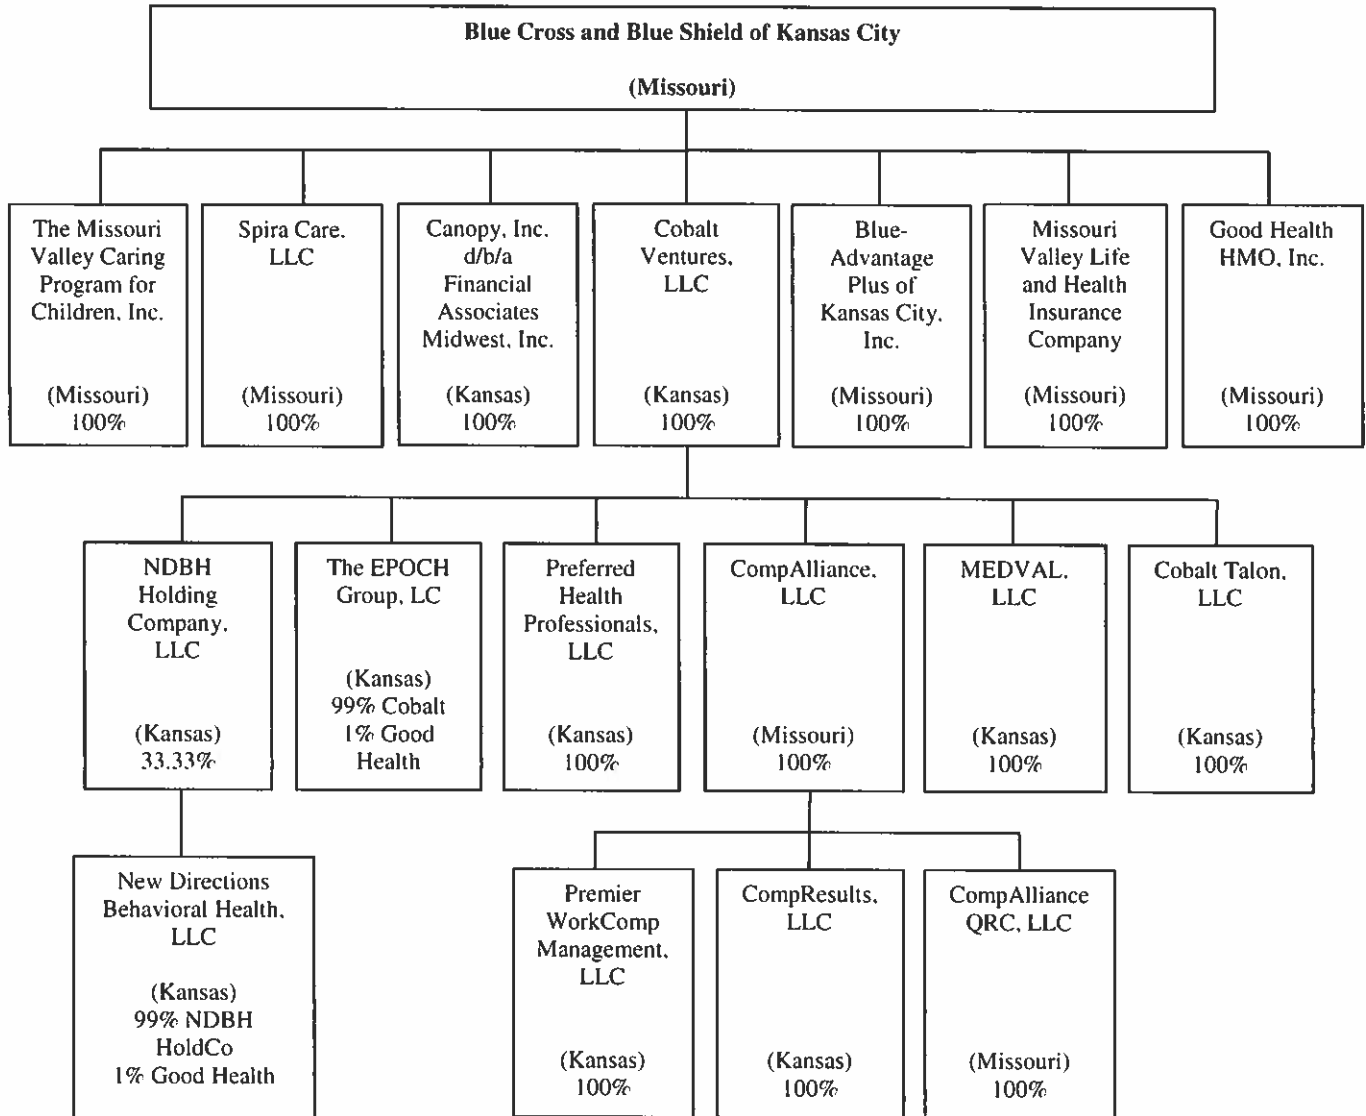 Blue Cross and Blue Shield of Kansas City
(Missouri)
The Missouri
Valley Caring
Program for
Children, Inc.
(Missouri)
100%
Spira Care,
LLC
(Missouri)
100%
Canopy, Inc.
d/b/a
Financial
Associates
Midwest, Inc.
(Kansas)
100%
Cobalt
Ventures,
LLC
(Kansas)
100%
Blue-
Advantage
Plus of
Kansas City,
Inc.
(Missouri)
100%
Missouri
Valley Life
and Health
Insurance
Company
(Missouri)
100%
Good Health
HMO, Inc.
(Missouri)
100%
NDBH
Holding
Company,
LLC
(Kansas)
33.33%
The EPOCH
Group, LC
(Kansas)
99% Cobalt
1% Good
Health
Preferred
Health
Professionals,
LLC
(Kansas)
100%
CompAlliance,
LLC
(Missouri)
100%
MEDVAL,
LLC
(Kansas)
100%
Cobalt Talon,
LLC
(Kansas)
100%
New Directions
Behavioral Health,
LLC
(Kansas)
99% NDBH
HoldCo
1% Good Health
Premier
WorkComp
Management,
LLC
(Kansas)
100%
CompResults,
LLC
(Kansas)
100%
CompAlliance
QRC, LLC
(Missouri)
100%